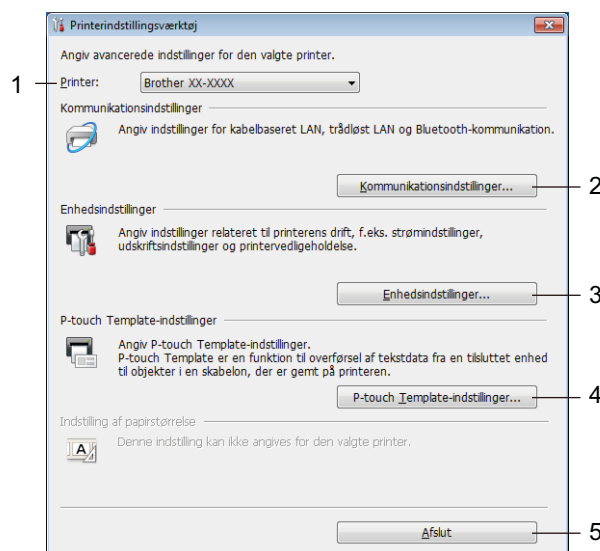 Printerindstillingsværktøj
Angiv avancerede indstillinger for den valgte printer.
1
Printer:
Brother XX-XXXX
Kommunikationsindstillinger
Angiv indstillinger for kabelbaseret LAN, trådløst LAN og Bluetooth-kommunikation.
Kommunikationsindstillinger...
2
Enhedsindstillinger
Angiv indstillinger relateret til printerens drift, f.eks. strømindstillinger,
udskriftsindstillinger og printervedligeholdelse.
Enhedsindstillinger...
3
P-touch Template-indstillinger
Angiv P-touch Template-indstillinger.
P-touch Template er en funktion til overførsel af tekstdata fra en tilsluttet enhed
til objekter i en skabelon, der er gemt på printeren.
P-touch Template-indstillinger...
4
Indstilling af papirstørrelse
A
Denne indstilling kan ikke angives for den valgte printer.
Afslut
5